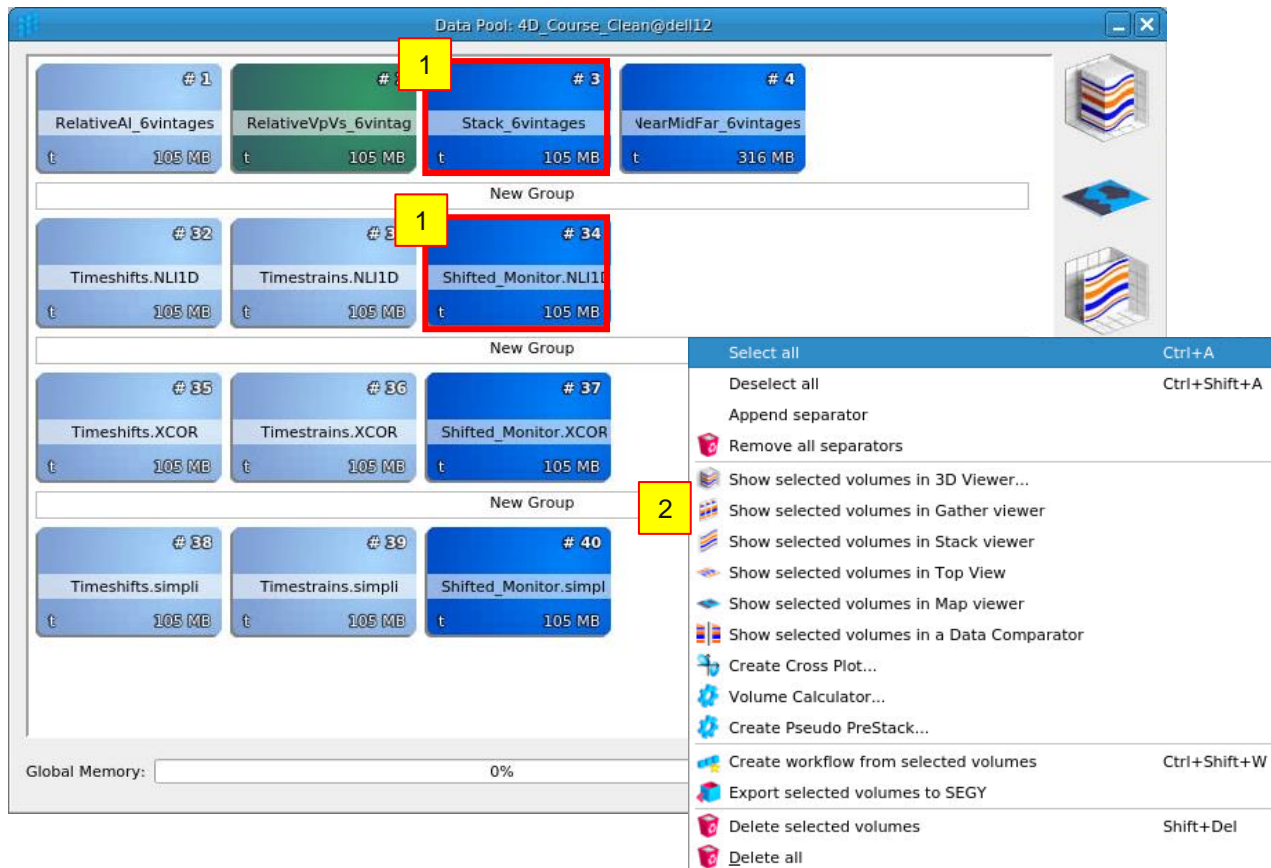 Data Pool: 4D_Course_Clean@dell12
# 1
RelativeAI_6vintages
t 105 MB
#
RelativeVpVs_6vintag
t 105 MB
1
# 3
Stack_6vintages
t 105 MB
# 4
NearMidFar_6vintages
t 316 MB
New Group
# 32
Timeshifts.NLI1D
t 105 MB
# 3
Timestrains.NLI1D
t 105 MB
1
# 34
Shifted_Monitor.NLI1D
t 105 MB
New Group
# 35
Timeshifts.XCOR
t 105 MB
# 36
Timestrains.XCOR
t 105 MB
# 37
Shifted_Monitor.XCOR
t 105 MB
New Group
# 38
Timeshifts.simpli
t 105 MB
# 39
Timestrains.simpli
t 105 MB
# 40
Shifted_Monitor.simpl
t 105 MB
Global Memory: 0%
Select all Ctrl+A
Deselect all Ctrl+Shift+A
Append separator
Remove all separators
Show selected volumes in 3D Viewer...
2
Show selected volumes in Gather viewer
Show selected volumes in Stack viewer
Show selected volumes in Top View
Show selected volumes in Map viewer
Show selected volumes in a Data Comparator
Create Cross Plot...
Volume Calculator...
Create Pseudo PreStack...
Create workflow from selected volumes Ctrl+Shift+W
Export selected volumes to SEGY
Delete selected volumes Shift+Del
Delete all